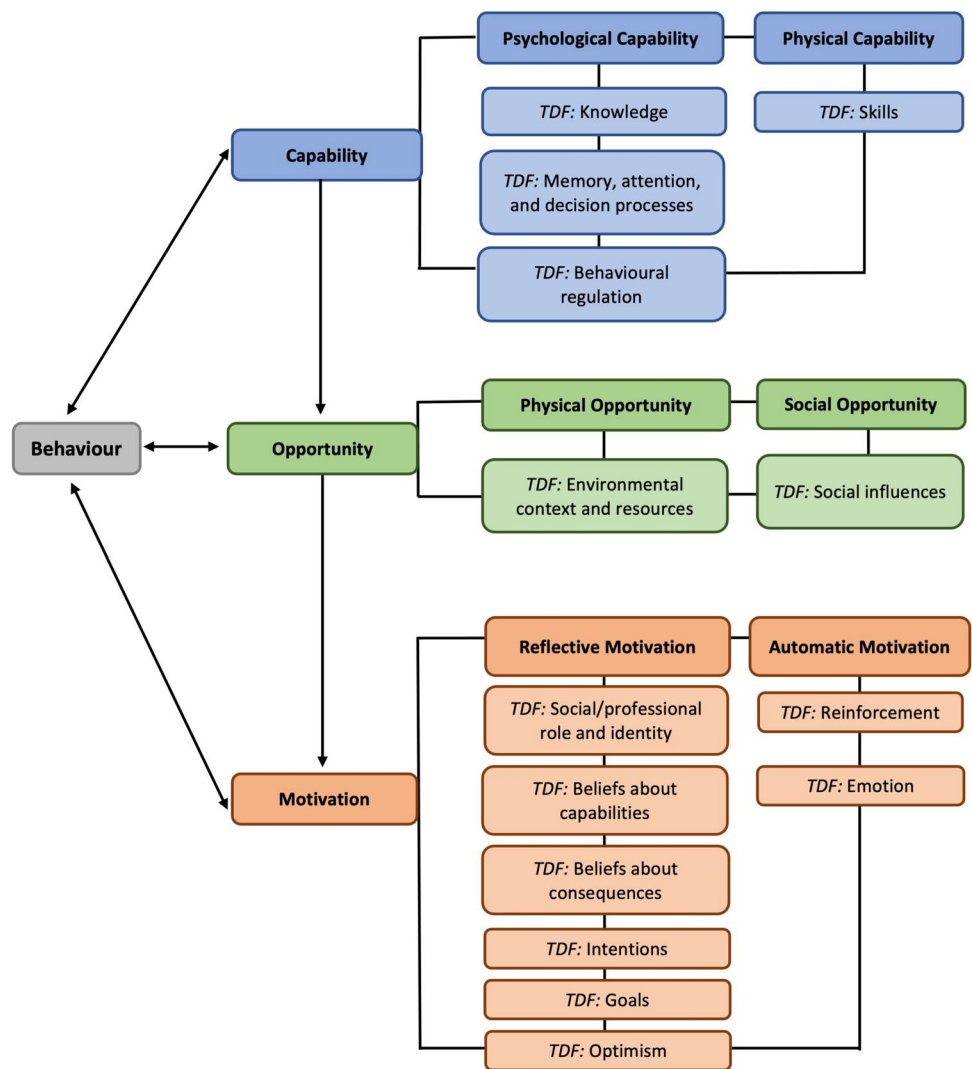 Psychological Capability
Physical Capability
TDF: Knowledge
TDF: Skills
Capability
TDF: Memory, attention,
and decision processes
TDF: Behavioural
regulation
Physical Opportunity
Social Opportunity
Behaviour
Opportunity
TDF: Environmental
context and resources
TDF: Social influences
Reflective Motivation
Automatic Motivation
TDF: Social/professional
role and identity
TDF: Reinforcement
Motivation
TDF: Beliefs about
capabilities
TDF: Emotion
TDF: Beliefs about
consequences
TDF: Intentions
TDF: Goals
TDF: Optimism